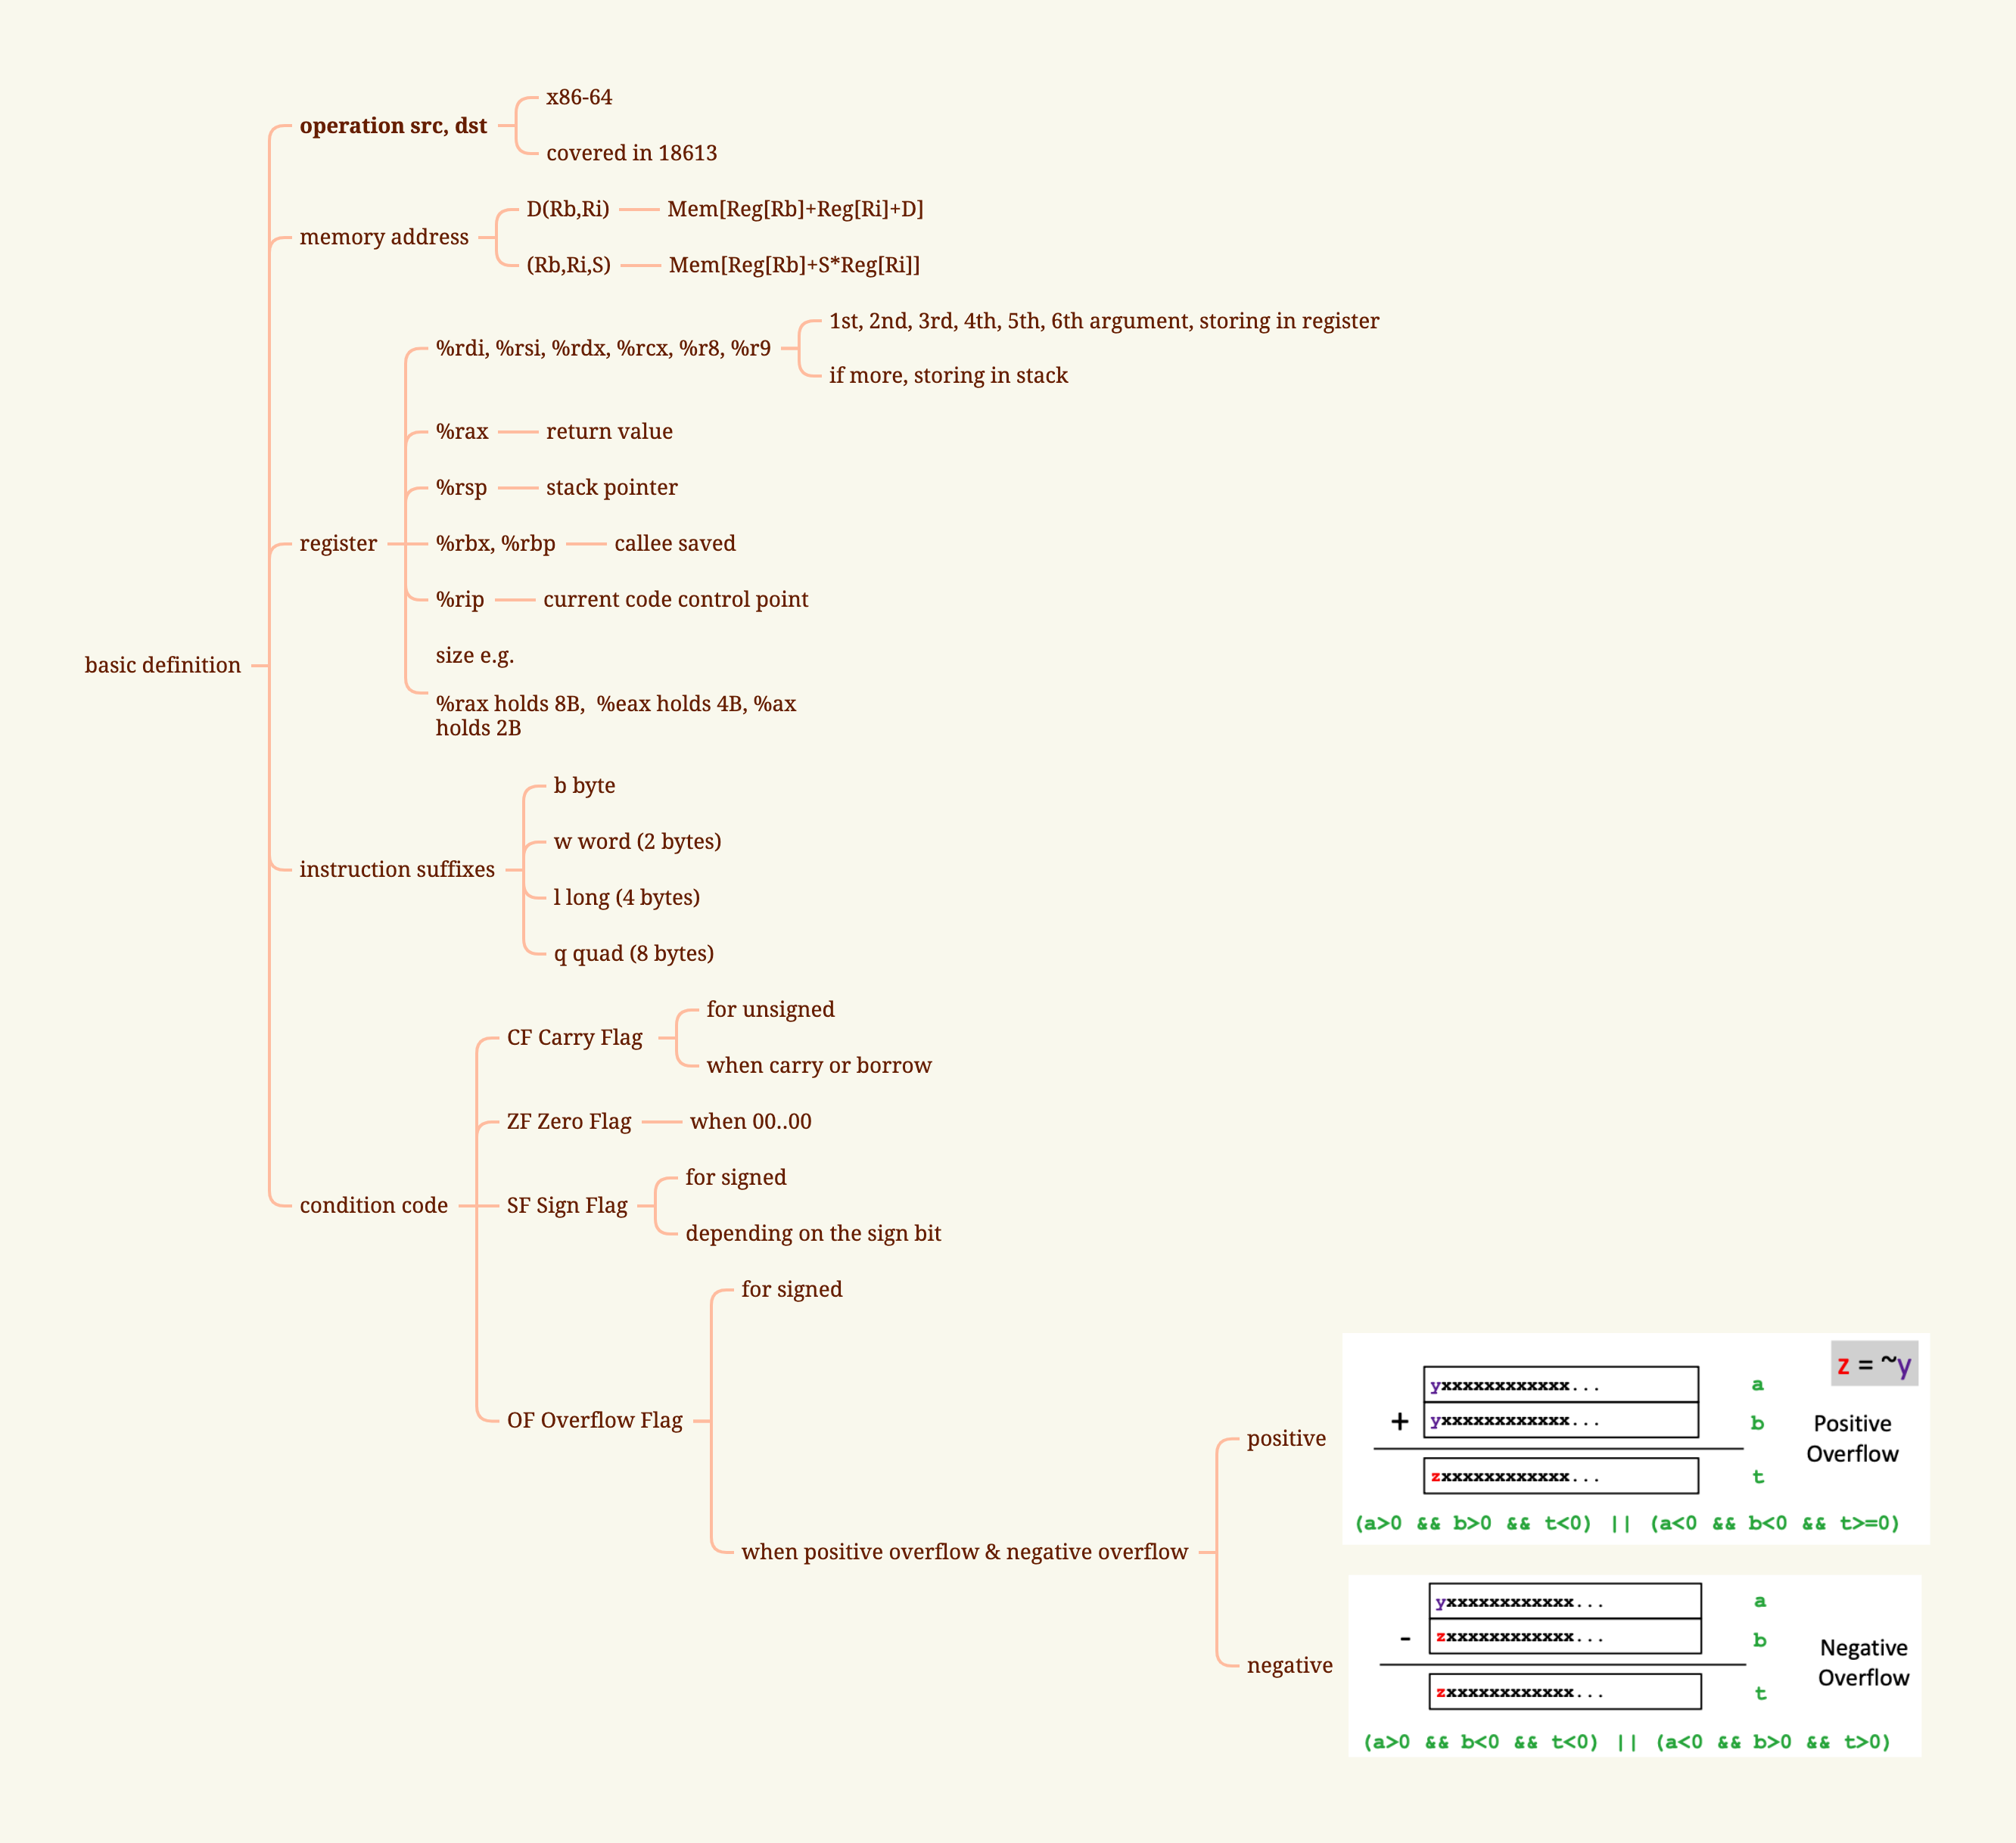 x86-64
operation src, dst
covered in 18613
D(Rb,Ri)
Mem[Reg[Rb]+Reg[Ri]+D]
memory address
(Rb,Ri,S)
Mem[Reg[Rb]+S*Reg[Ri]]
1st, 2nd, 3rd, 4th, 5th, 6th argument, storing in register
%rdi, %rsi, %rdx, %rcx, %r8, %r9
if more, storing in stack
%rax
return value
%rsp
stack pointer
register
%rbx, %rbp
callee saved
%rip
current code control point
size e.g.
basic definition
%rax holds 8B,  %eax holds 4B, %ax
holds 2B
b byte
w word (2 bytes)
instruction suffixes
l long (4 bytes)
q quad (8 bytes)
for unsigned
CF Carry Flag
when carry or borrow
ZF Zero Flag
when 00..00
for signed
condition code
SF Sign Flag
depending on the sign bit
for signed
OF Overflow Flag
when positive overflow & negative overflow
positive
z = ~y
yxxxxxxxxxxxx...
a
+
yxxxxxxxxxxxx...
b
Positive
Overflow
zxxxxxxxxxxxx...
t
(a>0 && b>0 && t<0) || (a<0 && b<0 && t>=0)
negative
yxxxxxxxxxxxx...
a
-
zxxxxxxxxxxxx...
b
Negative
Overflow
zxxxxxxxxxxxx...
t
(a>0 && b<0 && t<0) || (a<0 && b>0 && t>0)